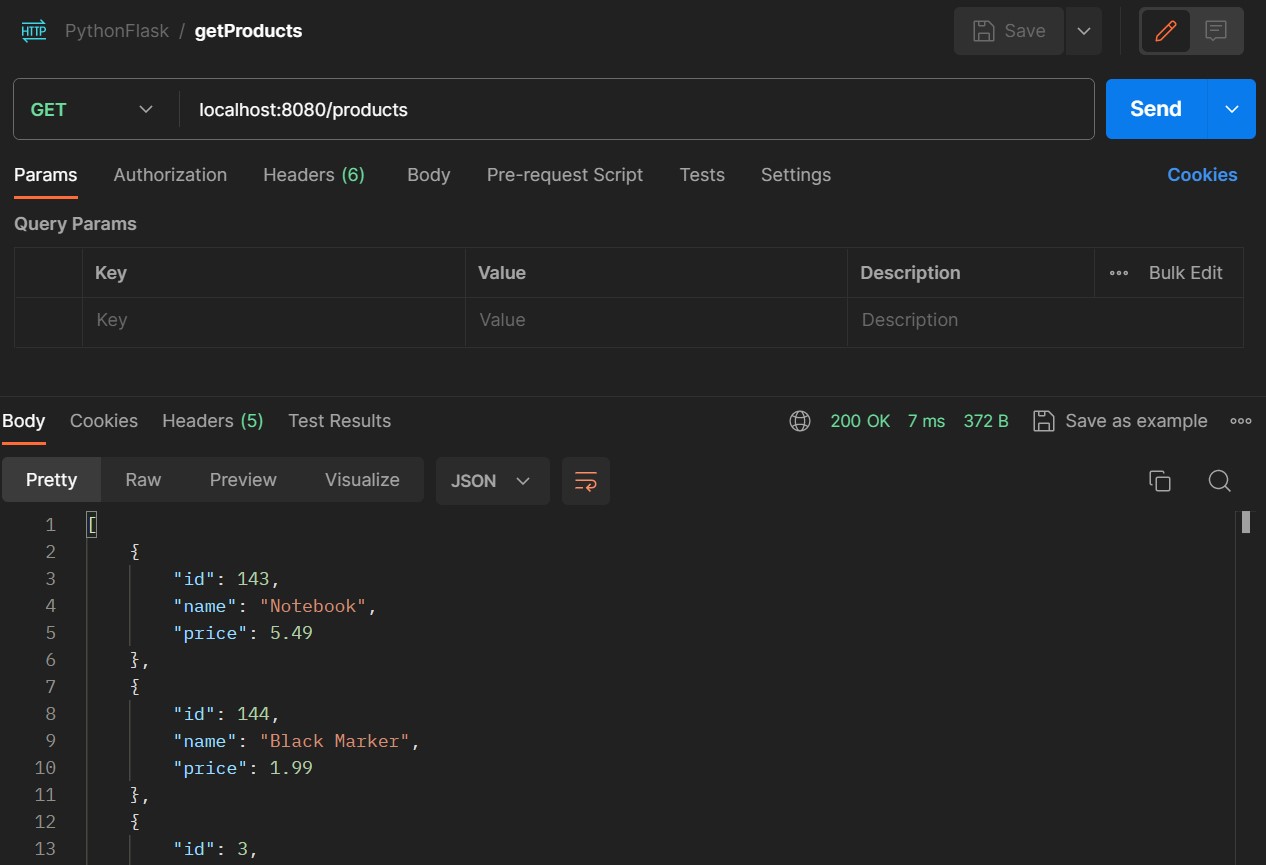 HTTP PythonFlask / getProducts Save
GET localhost:8080/products Send
Params Authorization Headers (6) Body Pre-request Script Tests Settings Cookies
Query Params
Key Value Description Bulk Edit
Key Value Description
Body Cookies Headers (5) Test Results 200 OK 7 ms 372 B Save as example
Pretty Raw Preview Visualize JSON
1 [
2 {
3 "id": 143,
4 "name": "Notebook",
5 "price": 5.49
6 },
7 {
8 "id": 144,
9 "name": "Black Marker",
10 "price": 1.99
11 },
12 {
13 "id": 3,